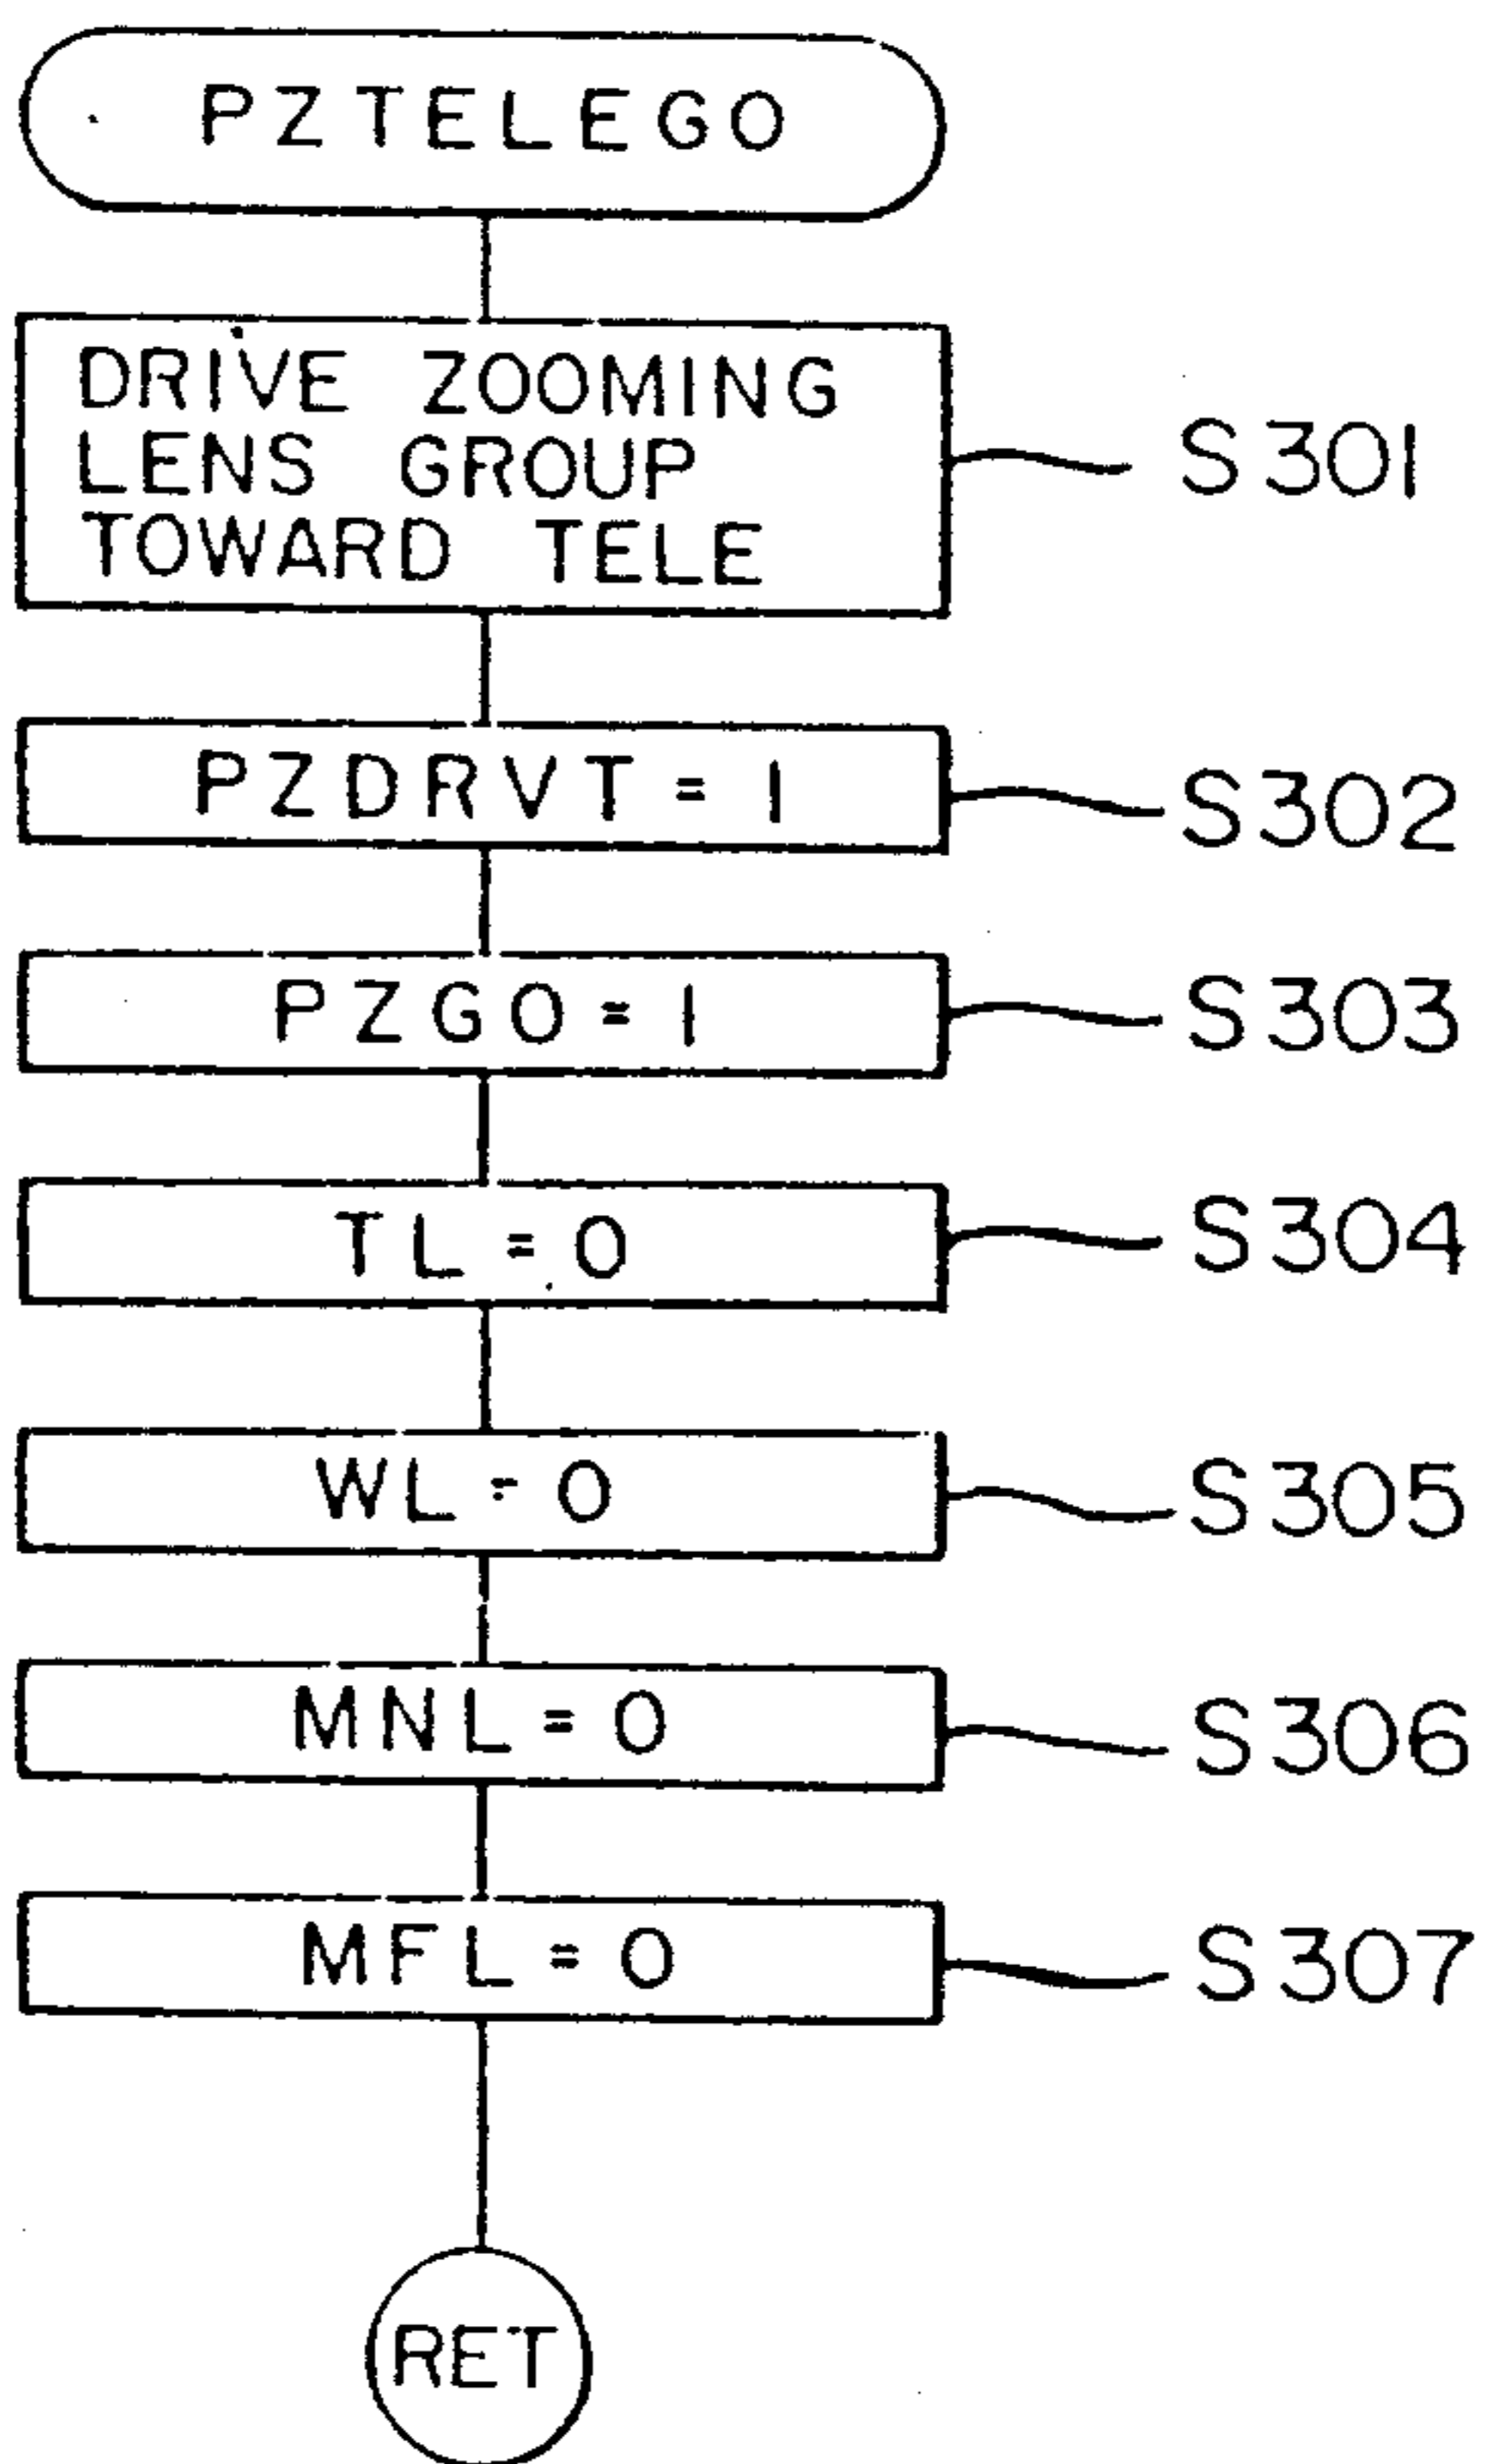 PZTELEGO
DRIVE ZOOMING
LENS GROUP
TOWARD TELE
S301
PZDRVT = 1
S302
PZGO = 1
S303
TL = 0
S304
WL = 0
S305
MNL = 0
S306
MFL = 0
S307
RET